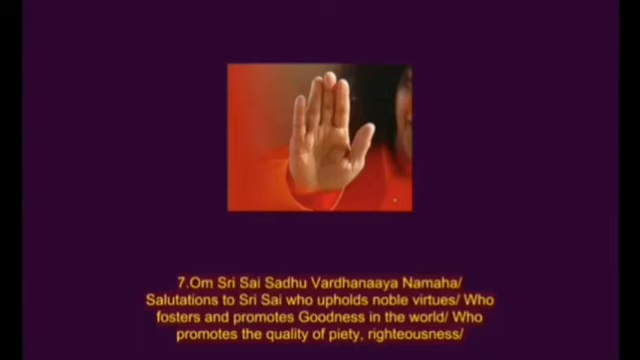 7.Om Sri Sai Sadhu Vardhanaaya Namaha/
Salutations to Sri Sai who upholds noble virtues/ Who
fosters and promotes Goodness in the world/ Who
promotes the quality of piety, righteousness/